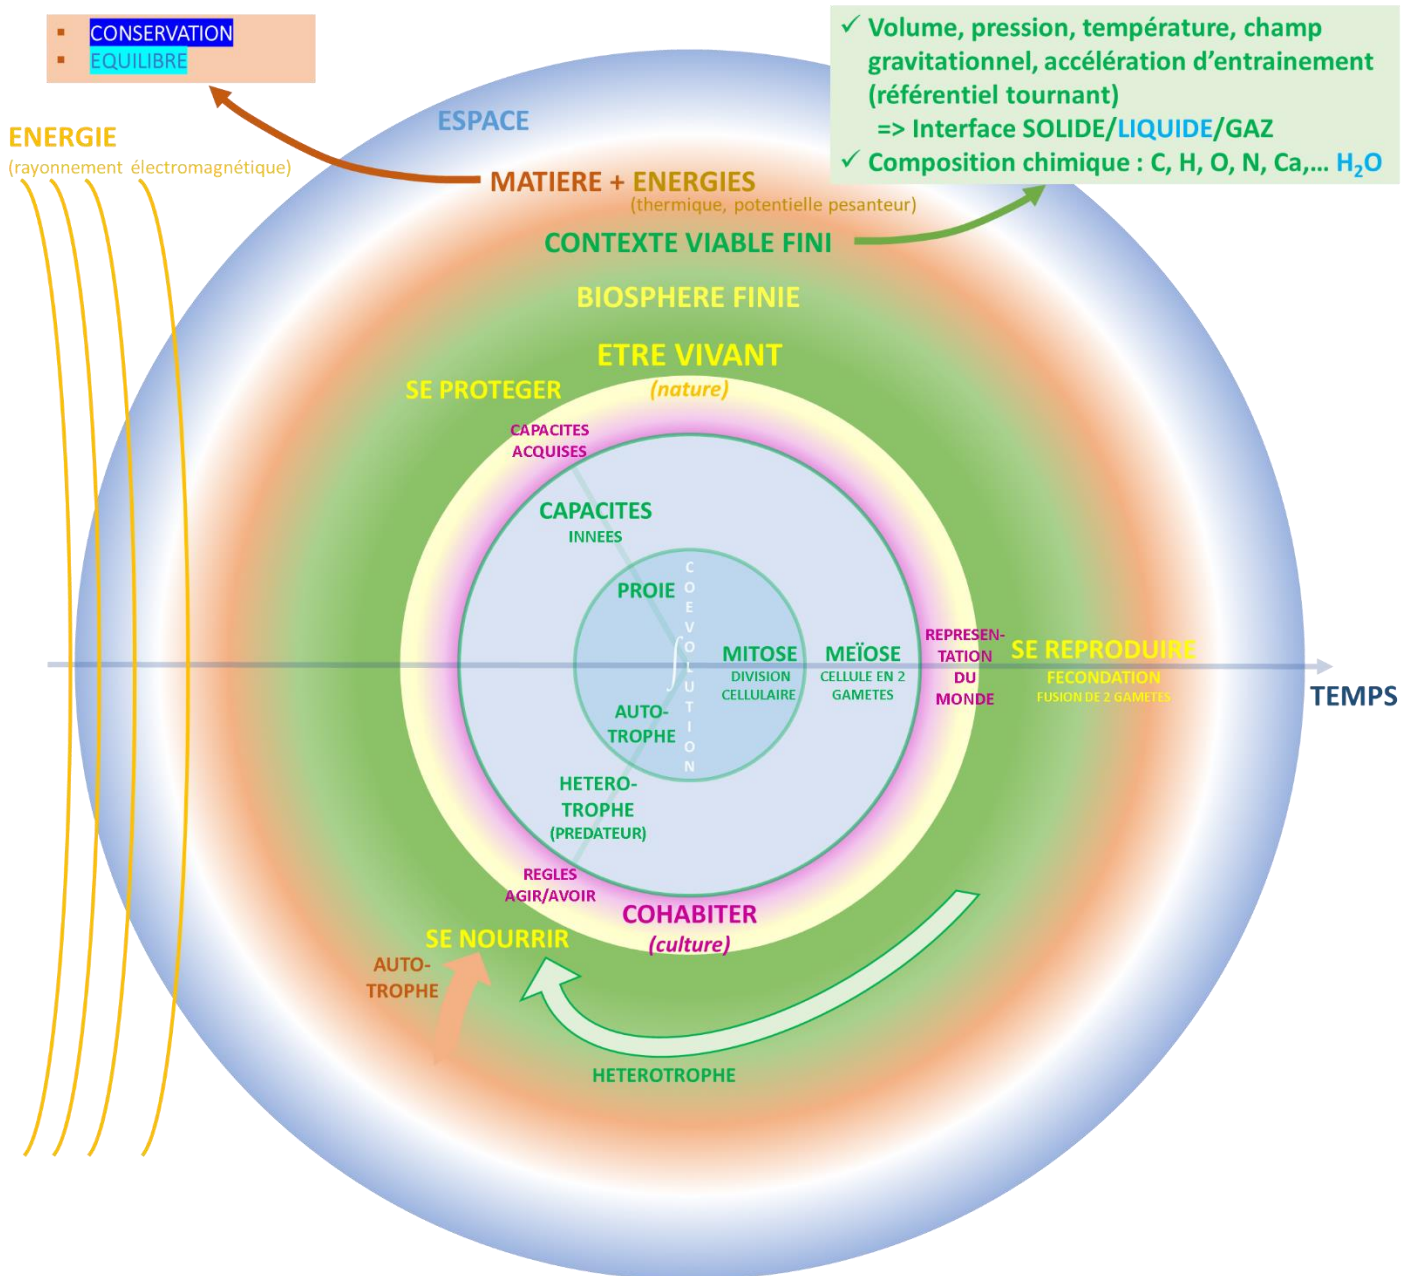 ▪ CONSERVATION
▪ EQUILIBRE
✓ Volume, pression, température, champ
gravitationnel, accélération d’entrainement
(référentiel tournant)
=> Interface SOLIDE/LIQUIDE/GAZ
✓ Composition chimique : C, H, O, N, Ca,... H₂O
ENERGIE
(rayonnement électromagnétique)
ESPACE
MATIERE + ENERGIES
(thermique, potentielle pesanteur)
CONTEXTE VIABLE FINI
BIOSPHERE FINIE
ETRE VIVANT
(nature)
SE PROTEGER
CAPACITES
ACQUISES
CAPACITES
INNEES
PROIE
COEVOLUTION
∫
MITOSE
DIVISION
CELLULAIRE
MEÏOSE
CELLULE EN 2
GAMETES
REPRESEN-
TATION
DU
MONDE
SE REPRODUIRE
FECONDATION
FUSION DE 2 GAMETES
TEMPS
AUTO-
TROPHE
HETERO-
TROPHE
(PREDATEUR)
REGLES
AGIR/AVOIR
COHABITER
(culture)
SE NOURRIR
AUTO-
TROPHE
HETEROTROPHE